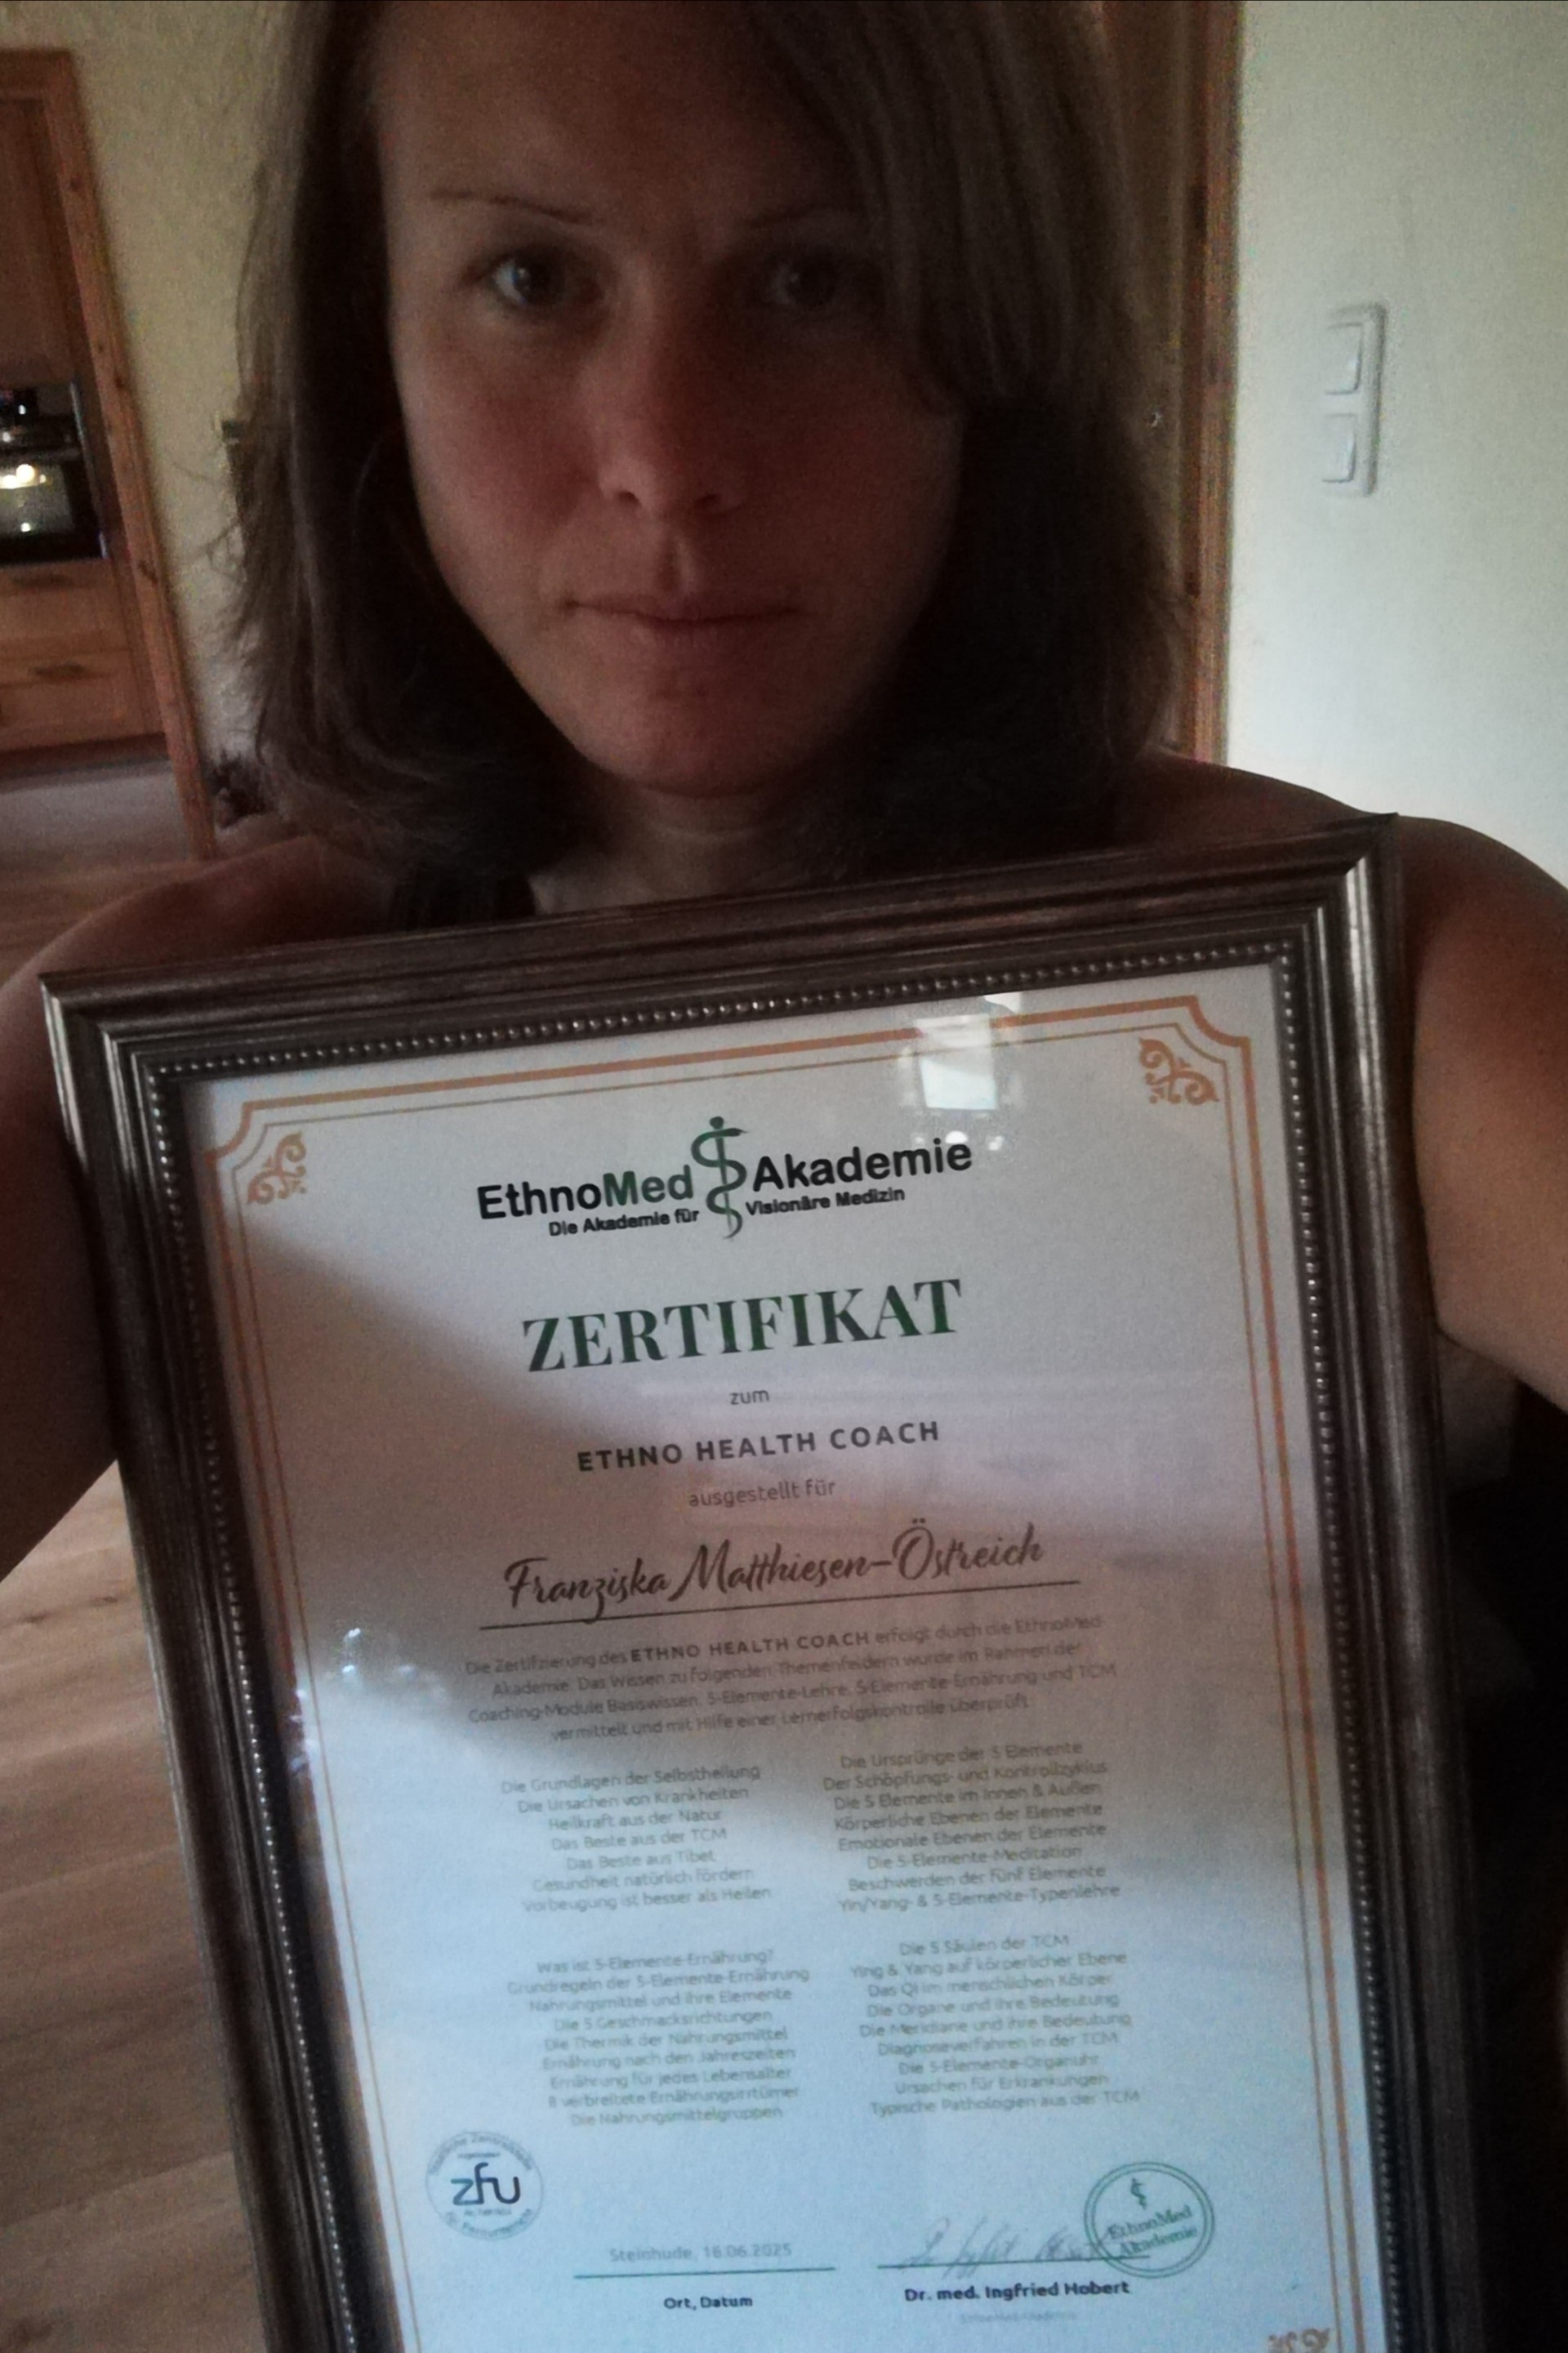 EthnoMed Akademie
Die Akademie für Visionäre Medizin
ZERTIFIKAT
zum
ETHNO HEALTH COACH
ausgestellt für
Franziska Matthiesen-Östreich
Die Zertifizierung des ETHNO HEALTH COACH erfolgt durch die EthnoMed
Akademie. Das Wissen zu folgenden Themenfeldern wurde im Rahmen der
Coaching-Module Basiswissen, 5-Elemente-Lehre, 5-Elemente-Ernährung und TCM
vermittelt und mit Hilfe einer Lernerfolgskontrolle überprüft
Die Grundlagen der Selbstheilung
Die Ursachen von Krankheiten
Heilkraft aus der Natur
Das Beste aus der TCM
Das Beste aus Tibet
Gesundheit natürlich fördern
Vorbeugung ist besser als Heilen
Die Ursprünge der 5 Elemente
Der Schöpfungs- und Kontrollzyklus
Die 5 Elemente im Innen & Außen
Körperliche Ebenen der Elemente
Emotionale Ebenen der Elemente
Die 5-Elemente-Meditation
Beschwerden der fünf Elemente
Yin/Yang- & 5-Elemente-Typenlehre
Was ist 5-Elemente-Ernährung?
Grundregeln der 5-Elemente-Ernährung
Nahrungsmittel und ihre Elemente
Die 5 Geschmacksrichtungen
Die Thermik der Nahrungsmittel
Ernährung nach den Jahreszeiten
Ernährung für jedes Lebensalter
8 verbreitete Ernährungsirrtümer
Die Nahrungsmittelgruppen
Die 5 Säulen der TCM
Ying & Yang auf körperlicher Ebene
Das Qi im menschlichen Körper
Die Organe und ihre Bedeutung
Die Meridiane und ihre Bedeutung
Diagnoseverfahren in der TCM
Die 5-Elemente-Organuhr
Ursachen für Erkrankungen
Typische Pathologien aus der TCM
zfu
EthnoMed
Akademie
Steinhude, 18.06.2025
Ort, Datum
Dr. med. Ingfried Hobert